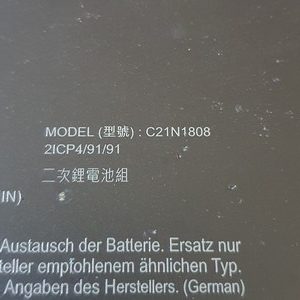 MODEL (型號) : C21N1808
2ICP4/91/91
二次鋰電池組
IN)
Austausch der Batterie. Ersatz nur
teller empfohlenem ähnlichen Typ.
Angaben des Herstellers. (German)